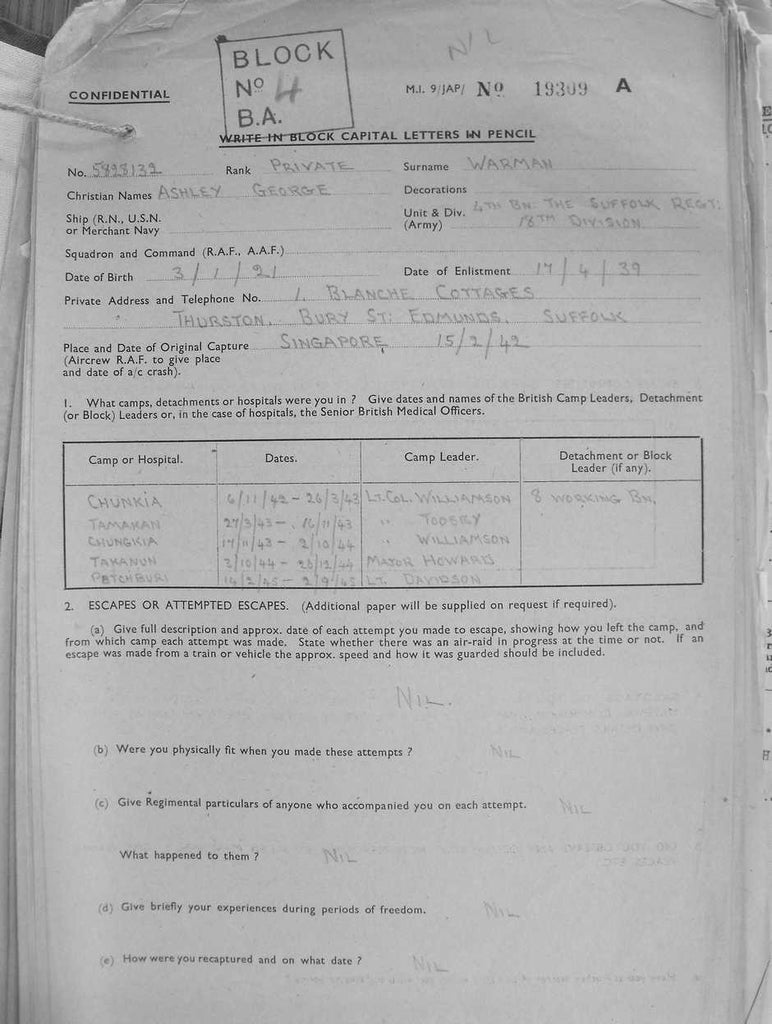 BLOCK
Nº 4
B.A.
NIL
CONFIDENTIAL
M.I. 9/JAP/ Nº 19309 A
WRITE IN BLOCK CAPITAL LETTERS IN PENCIL
No. 5828132 Rank PRIVATE Surname WARMAN
Christian Names ASHLEY GEORGE Decorations
Ship (R.N., U.S.N. or Merchant Navy Unit & Div. (Army) 4TH BN. THE SUFFOLK REGT. 18TH DIVISION
Squadron and Command (R.A.F., A.A.F.)
Date of Birth 3/1/21 Date of Enlistment 17/4/39
Private Address and Telephone No. 1. BLANCHE COTTAGES
THURSTON, BURY ST: EDMUNDS, SUFFOLK
Place and Date of Original Capture SINGAPORE, 15/2/42
(Aircrew R.A.F. to give place
and date of a/c crash).
1. What camps, detachments or hospitals were you in ? Give dates and names of the British Camp Leaders, Detachment
(or Block) Leaders or, in the case of hospitals, the Senior British Medical Officers.
Camp or Hospital. Dates. Camp Leader. Detachment or Block Leader (if any).
CHUNKIA 6/11/42 - 26/3/43 LT. COL. WILLIAMSON 8 WORKING BN.
TAMAKAN 27/3/43 - 16/11/43 " TOOSEY
CHUNGKIA 17/11/43 - 2/10/44 " WILLIAMSON
TAKANUN 3/10/44 - 26/12/44 MAJOR HOWARD
PETCHBURI 14/2/45 - 2/9/45 LT. DAVIDSON
2. ESCAPES OR ATTEMPTED ESCAPES. (Additional paper will be supplied on request if required).
(a) Give full description and approx. date of each attempt you made to escape, showing how you left the camp, and
from which camp each attempt was made. State whether there was an air-raid in progress at the time or not. If an
escape was made from a train or vehicle the approx. speed and how it was guarded should be included.
NIL.
(b) Were you physically fit when you made these attempts ? NIL
(c) Give Regimental particulars of anyone who accompanied you on each attempt. NIL
What happened to them ? NIL
(d) Give briefly your experiences during periods of freedom. NIL
(e) How were you recaptured and on what date ? NIL